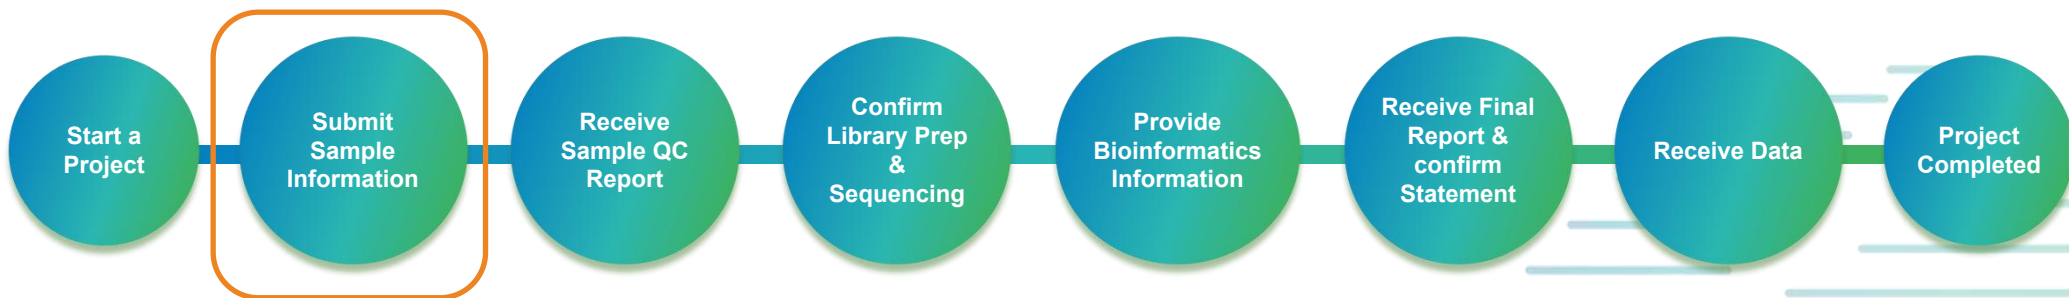 Start a
Project
Submit
Sample
Information
Receive
Sample QC
Report
Confirm
Library Prep
&
Sequencing
Provide
Bioinformatics
Information
Receive Final
Report &
confirm
Statement
Receive Data
Project
Completed